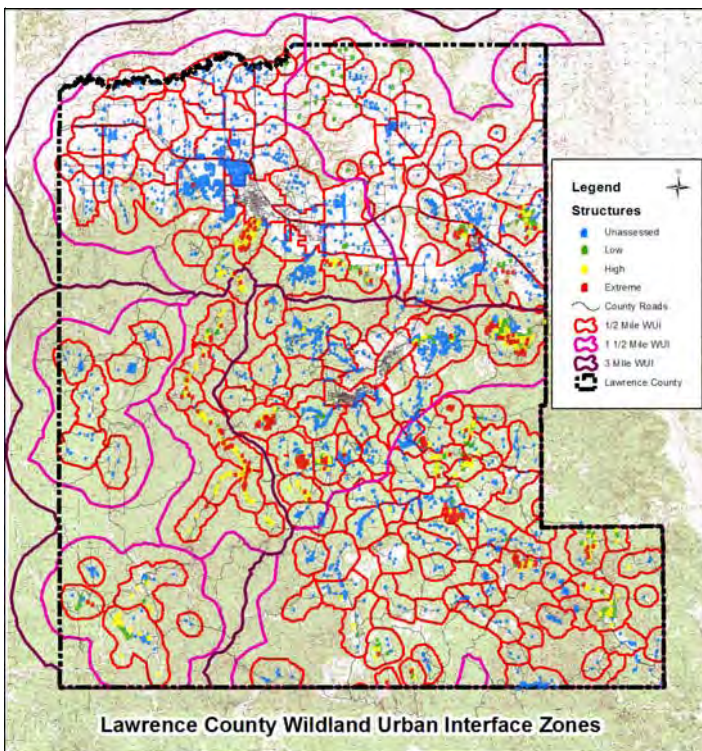 Legend
Structures
Unassessed
Low
High
Extreme
County Roads
1/2 Mile WUI
1 1/2 Mile WUI
3 Mile WUI
Lawrence County
Lawrence County Wildland Urban Interface Zones